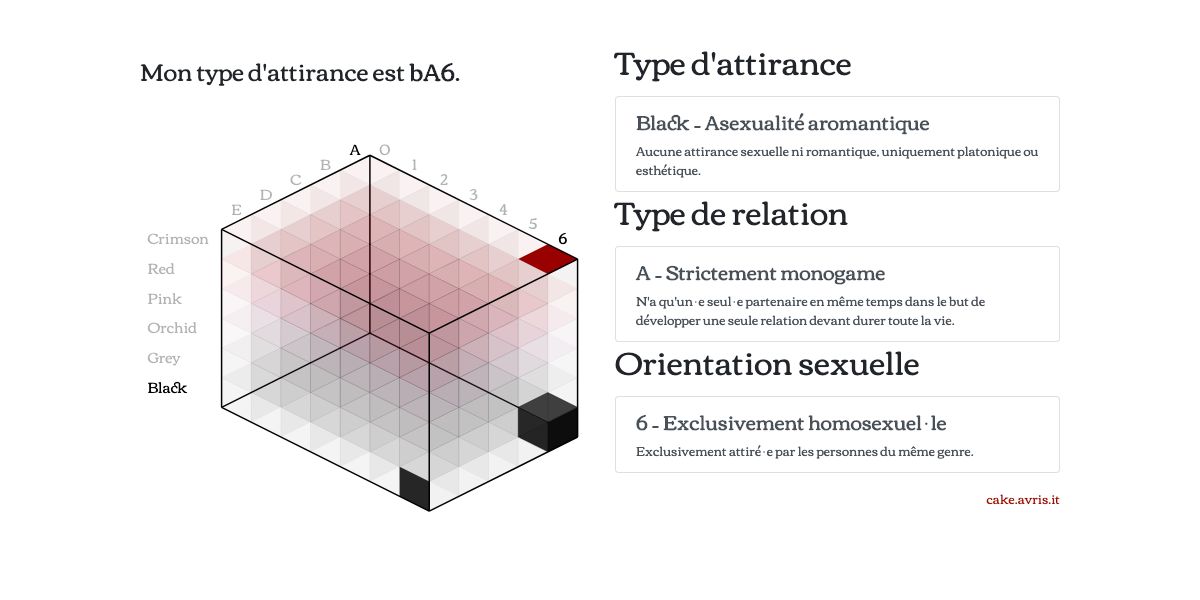 Mon type d'attirance est bA6.
A
O
B
1
C
2
D
3
E
4
5
6
Crimson
Red
Pink
Orchid
Grey
Black
Type d'attirance
Black - Asexualité aromantique
Aucune attirance sexuelle ni romantique, uniquement platonique ou
esthétique.
Type de relation
A - Strictement monogame
N'a qu'un·e seul·e partenaire en même temps dans le but de
développer une seule relation devant durer toute la vie.
Orientation sexuelle
6 - Exclusivement homosexuel·le
Exclusivement attiré·e par les personnes du même genre.
cake.avris.it